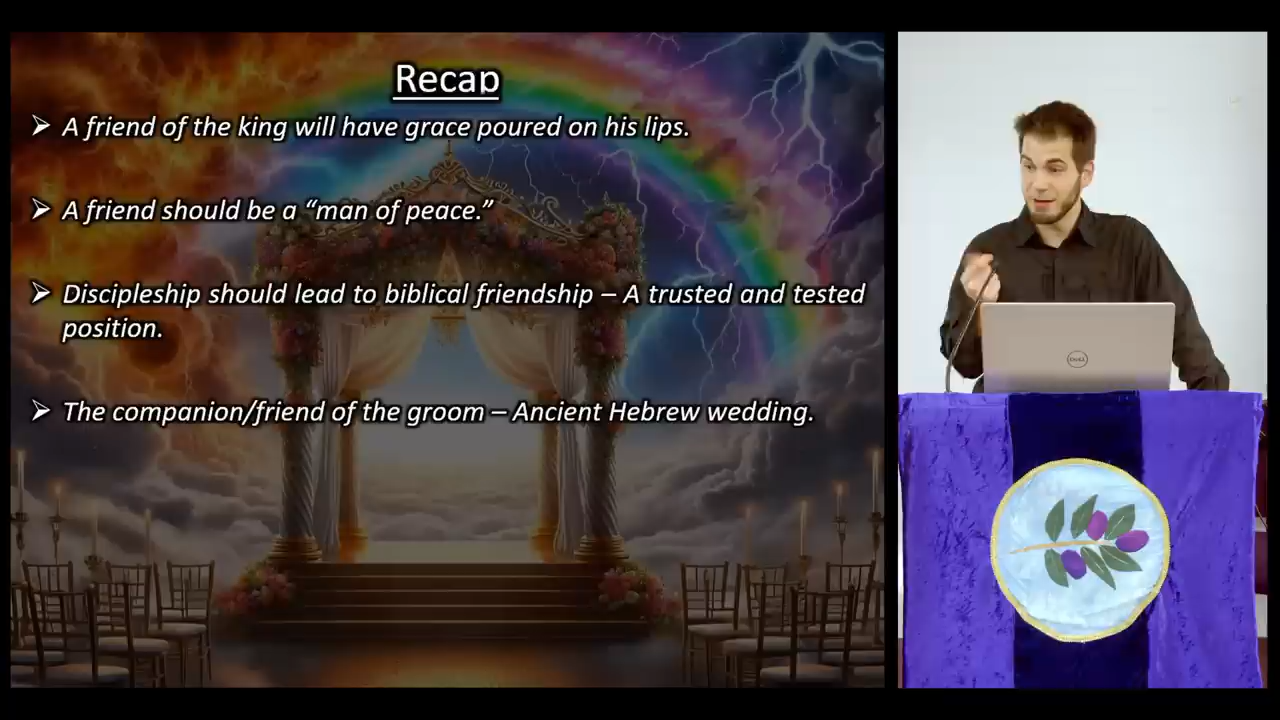 Recap
➢ A friend of the king will have grace poured on his lips.
➢ A friend should be a “man of peace.”
➢ Discipleship should lead to biblical friendship – A trusted and tested
position.
➢ The companion/friend of the groom – Ancient Hebrew wedding.
DELL